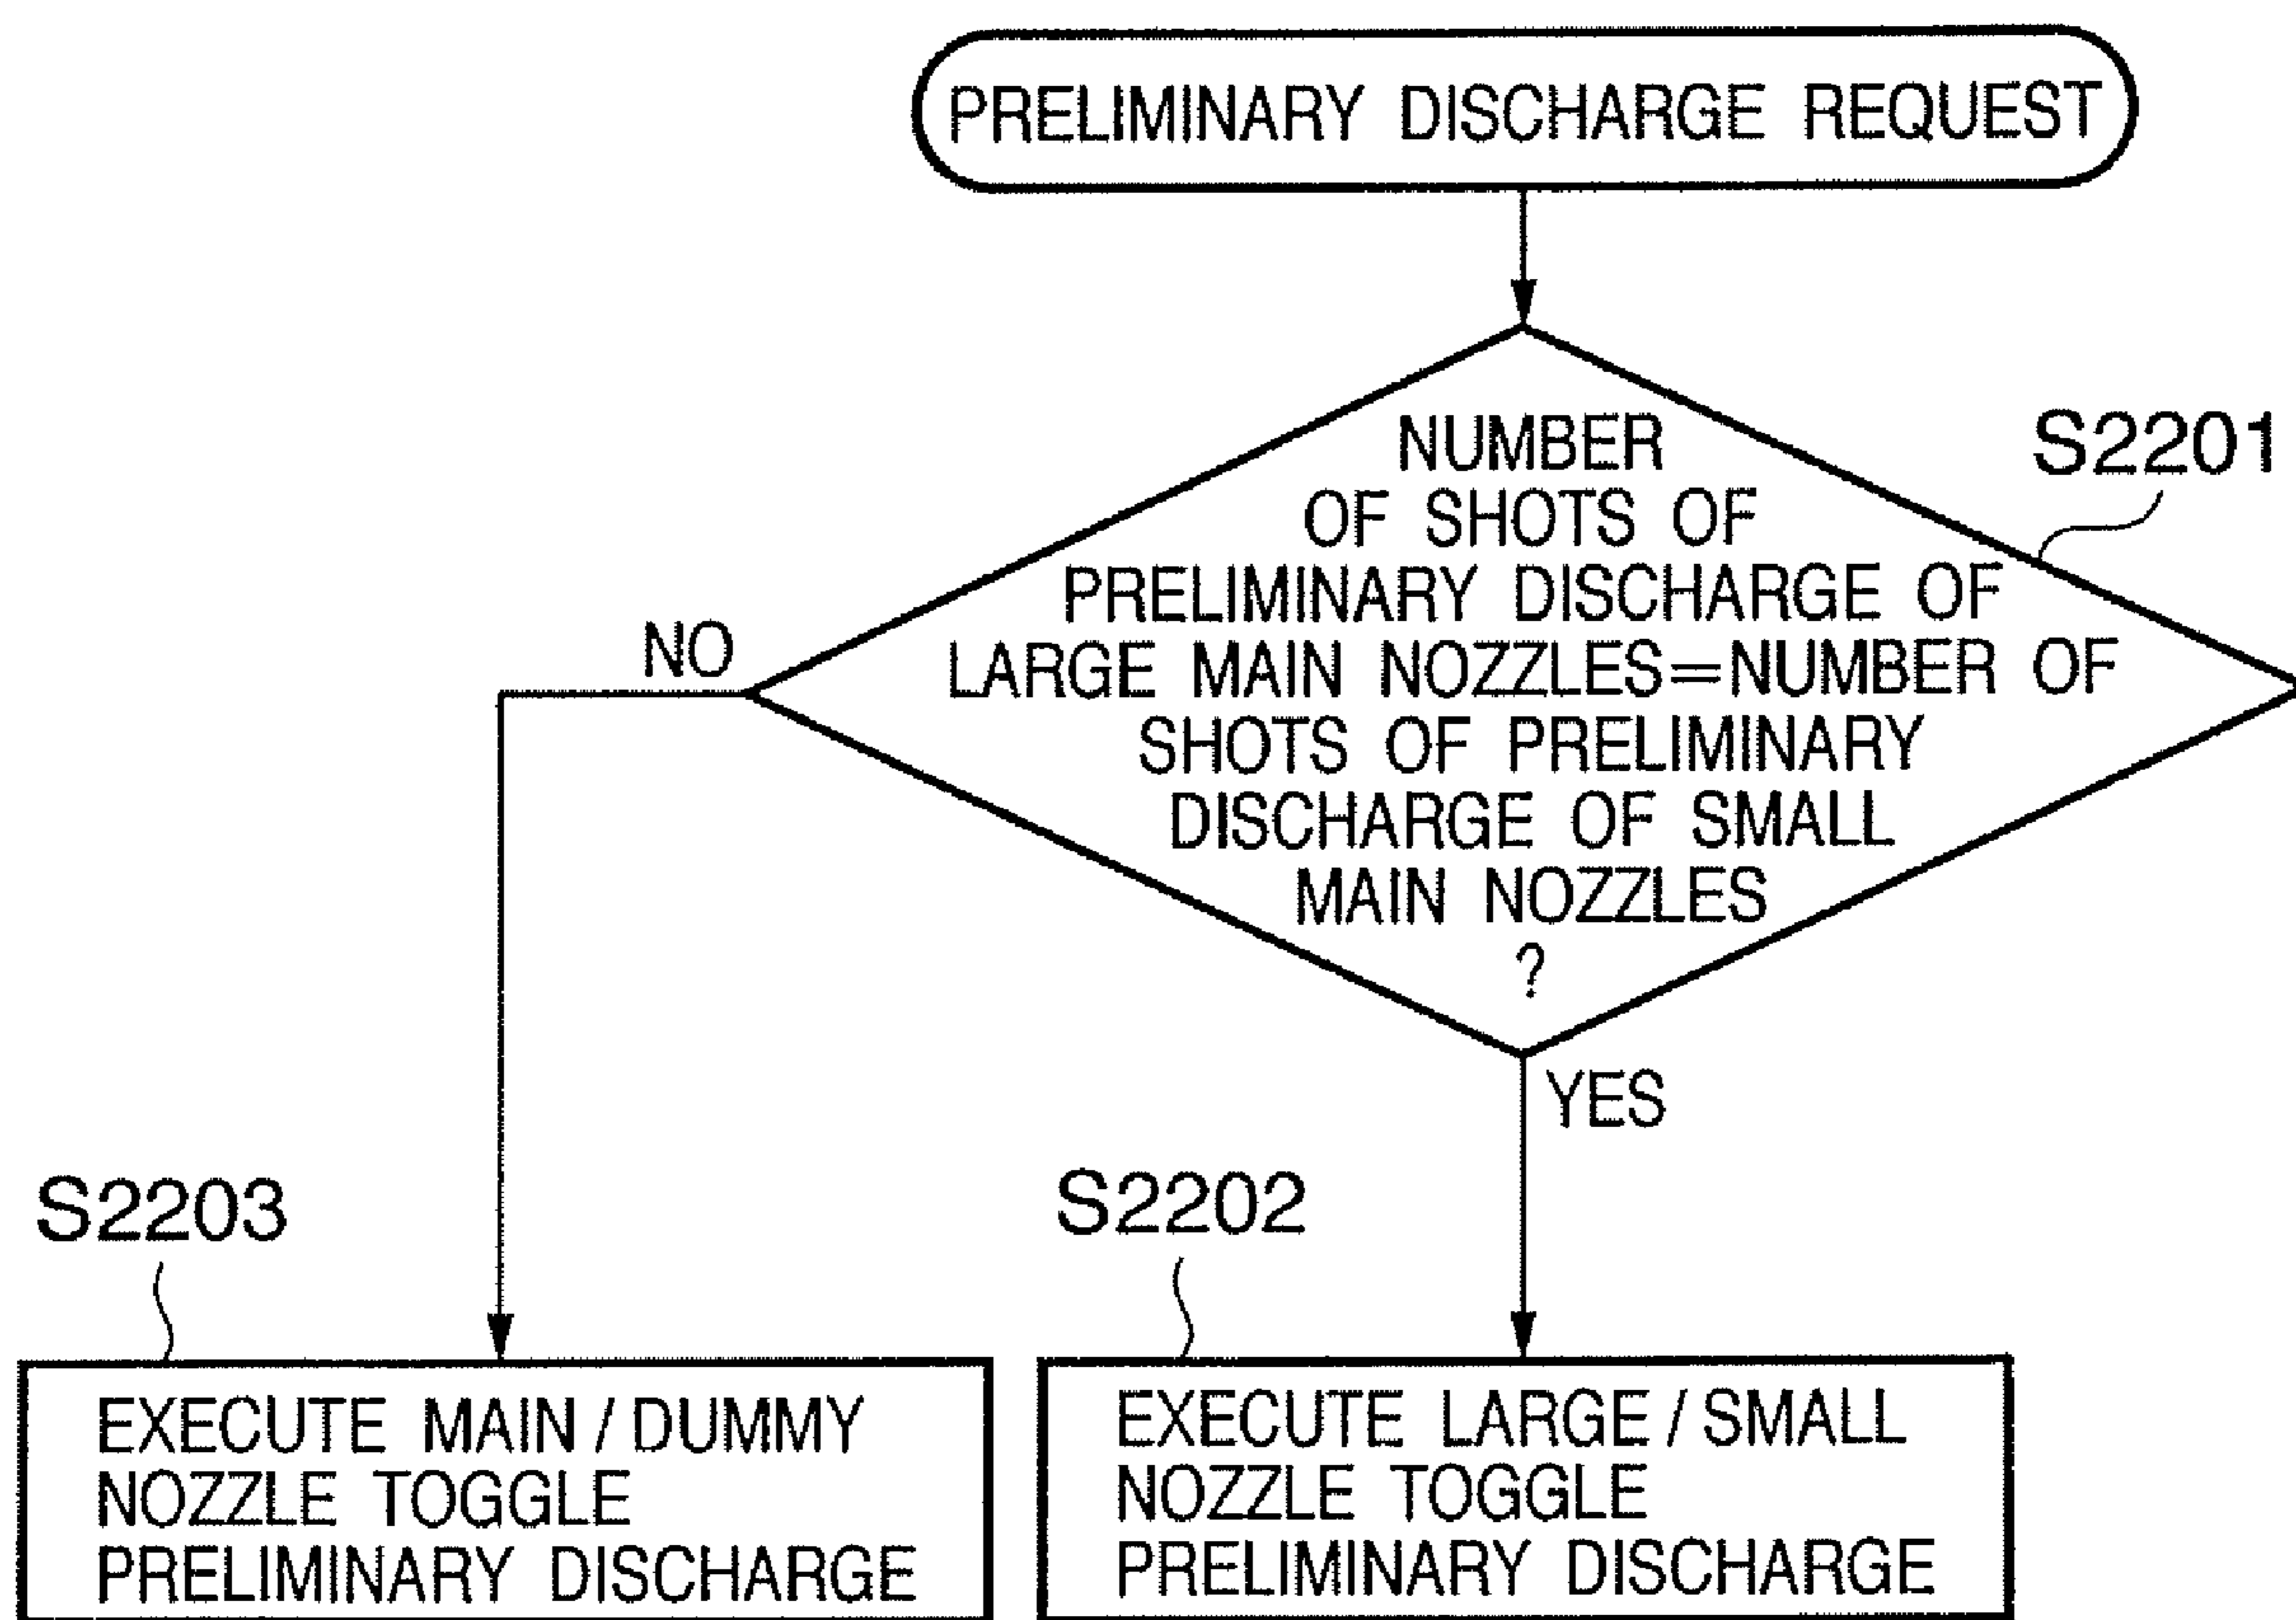 PRELIMINARY DISCHARGE REQUEST
NUMBER
OF SHOTS OF
PRELIMINARY DISCHARGE OF
LARGE MAIN NOZZLES=NUMBER OF
SHOTS OF PRELIMINARY
DISCHARGE OF SMALL
MAIN NOZZLES
?
S2201
NO
YES
S2203
EXECUTE MAIN / DUMMY
NOZZLE TOGGLE
PRELIMINARY DISCHARGE
S2202
EXECUTE LARGE / SMALL
NOZZLE TOGGLE
PRELIMINARY DISCHARGE